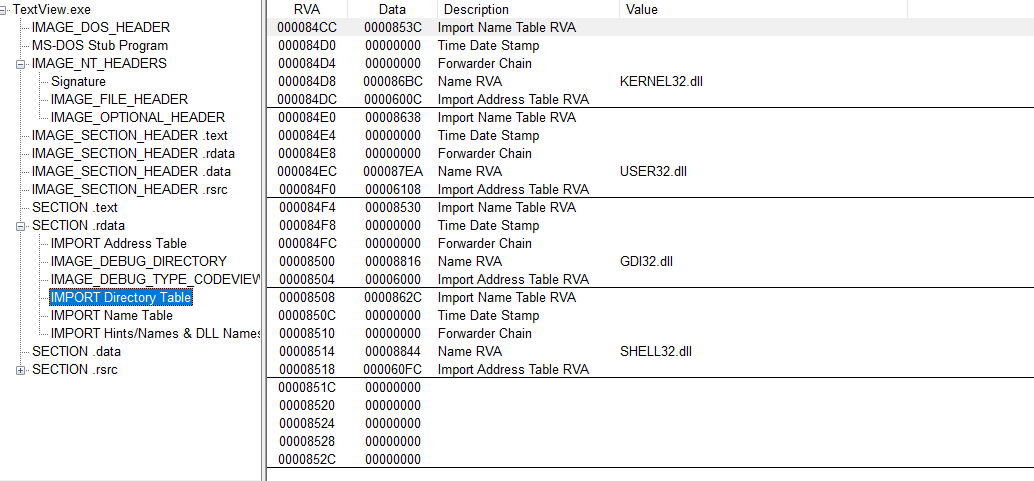 TextView.exe
IMAGE_DOS_HEADER
MS-DOS Stub Program
IMAGE_NT_HEADERS
Signature
IMAGE_FILE_HEADER
IMAGE_OPTIONAL_HEADER
IMAGE_SECTION_HEADER .text
IMAGE_SECTION_HEADER .rdata
IMAGE_SECTION_HEADER .data
IMAGE_SECTION_HEADER .rsrc
SECTION .text
SECTION .rdata
IMPORT Address Table
IMAGE_DEBUG_DIRECTORY
IMAGE_DEBUG_TYPE_CODEVIEW
IMPORT Directory Table
IMPORT Name Table
IMPORT Hints/Names & DLL Names
SECTION .data
SECTION .rsrc
RVA Data Description Value
000084CC 0000853C Import Name Table RVA
000084D0 00000000 Time Date Stamp
000084D4 00000000 Forwarder Chain
000084D8 000086BC Name RVA KERNEL32.dll
000084DC 0000600C Import Address Table RVA
000084E0 00008638 Import Name Table RVA
000084E4 00000000 Time Date Stamp
000084E8 00000000 Forwarder Chain
000084EC 000087EA Name RVA USER32.dll
000084F0 00006108 Import Address Table RVA
000084F4 00008530 Import Name Table RVA
000084F8 00000000 Time Date Stamp
000084FC 00000000 Forwarder Chain
00008500 00008816 Name RVA GDI32.dll
00008504 00006000 Import Address Table RVA
00008508 0000862C Import Name Table RVA
0000850C 00000000 Time Date Stamp
00008510 00000000 Forwarder Chain
00008514 00008844 Name RVA SHELL32.dll
00008518 000060FC Import Address Table RVA
0000851C 00000000
00008520 00000000
00008524 00000000
00008528 00000000
0000852C 00000000